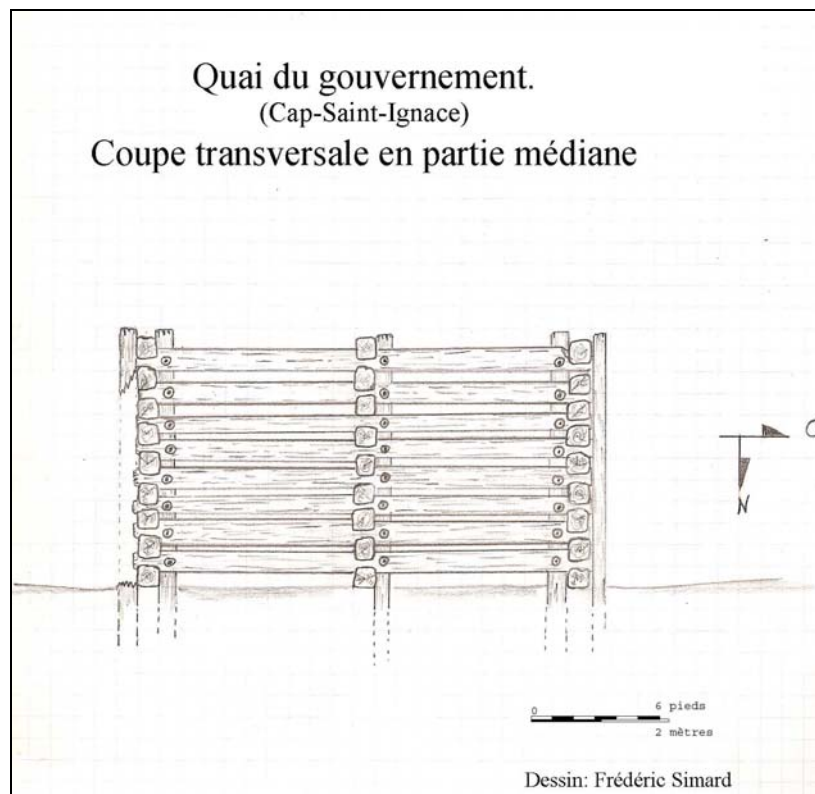 Quai du gouvernement.
(Cap-Saint-Ignace)
Coupe transversale en partie médiane
O
N
0 6 pieds
2 mètres
Dessin: Frédéric Simard